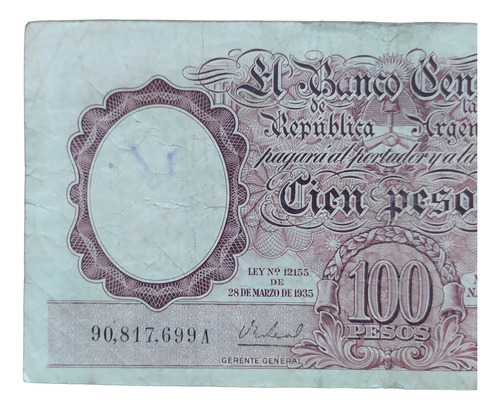 El Banco Cen
de la
República Argen
pagará al portador y a la
Cien peso
LEY Nº 12155
DE
28 DE MARZO DE 1935
100
PESOS
90,817,699A
GERENTE GENERAL